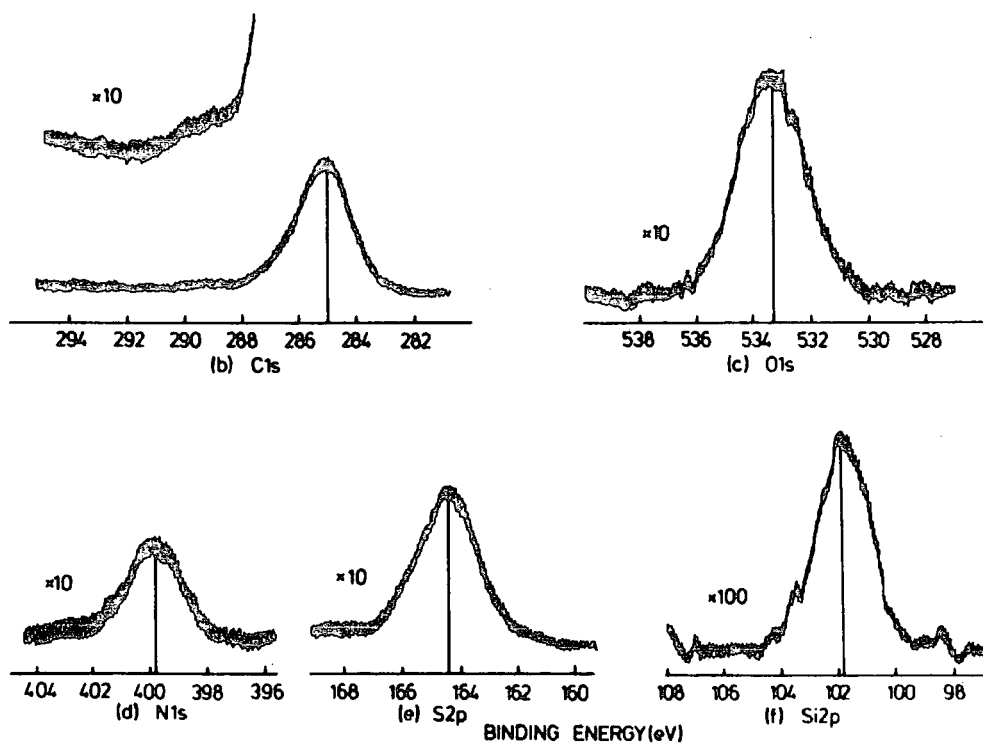 ×10
294 292 290 288 286 284 282
(b) C1s
×10
538 536 534 532 530 528
(c) O1s
×10
404 402 400 398 396
(d) N1s
×10
168 166 164 162 160
(e) S2p
×100
108 106 104 102 100 98
(f) Si2p
BINDING ENERGY(eV)